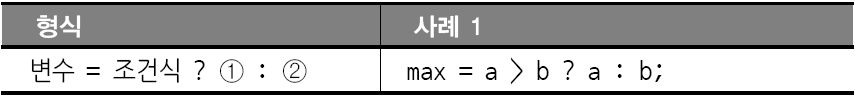 형식 사례 1
변수 = 조건식 ? ① : ② max = a > b ? a : b;